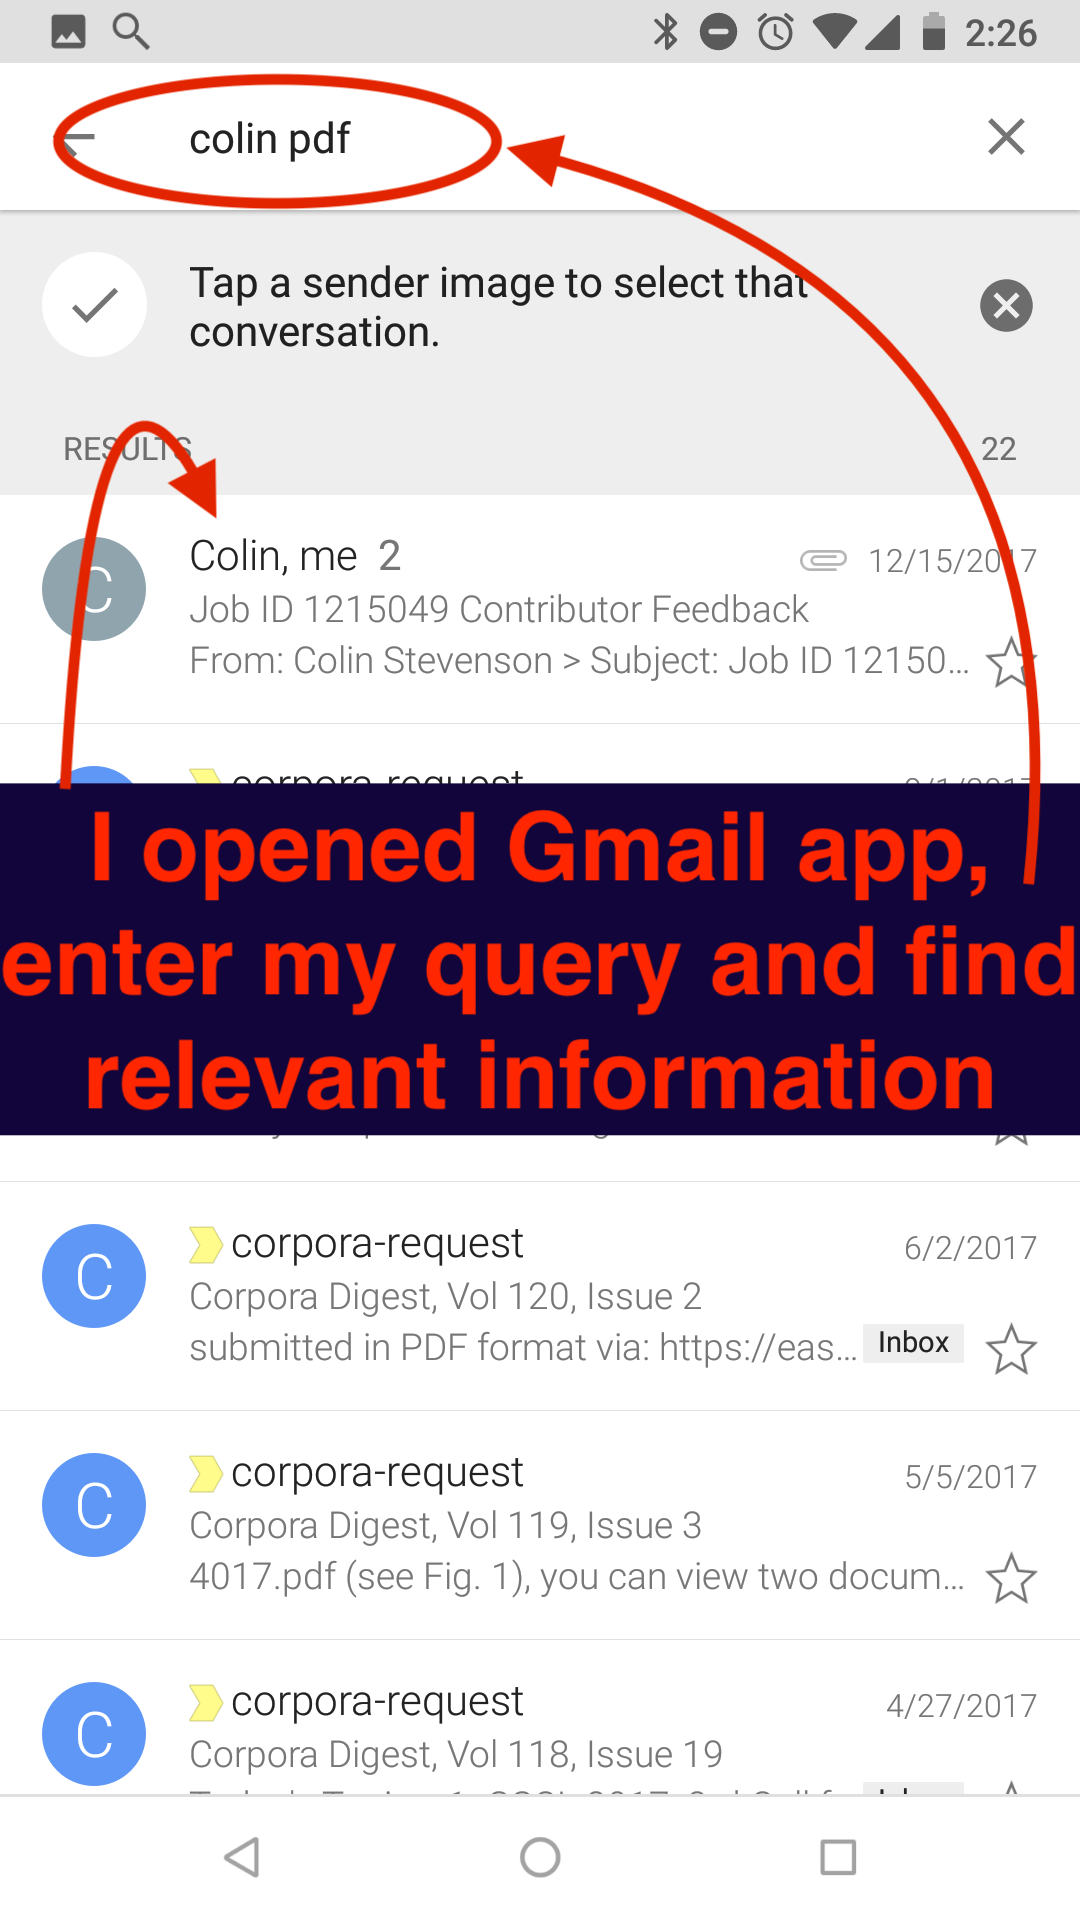 2:26
colin pdf
Tap a sender image to select that
conversation.
RESULTS 22
Colin, me 2 12/15/2017
C
Job ID 1215049 Contributor Feedback
From: Colin Stevenson > Subject: Job ID 12150...
corpora-request
I opened Gmail app,
enter my query and find
relevant information
corpora-request 6/2/2017
C
Corpora Digest, Vol 120, Issue 2
submitted in PDF format via: https://eas... Inbox
corpora-request 5/5/2017
C
Corpora Digest, Vol 119, Issue 3
4017.pdf (see Fig. 1), you can view two docum...
corpora-request 4/27/2017
C
Corpora Digest, Vol 118, Issue 19